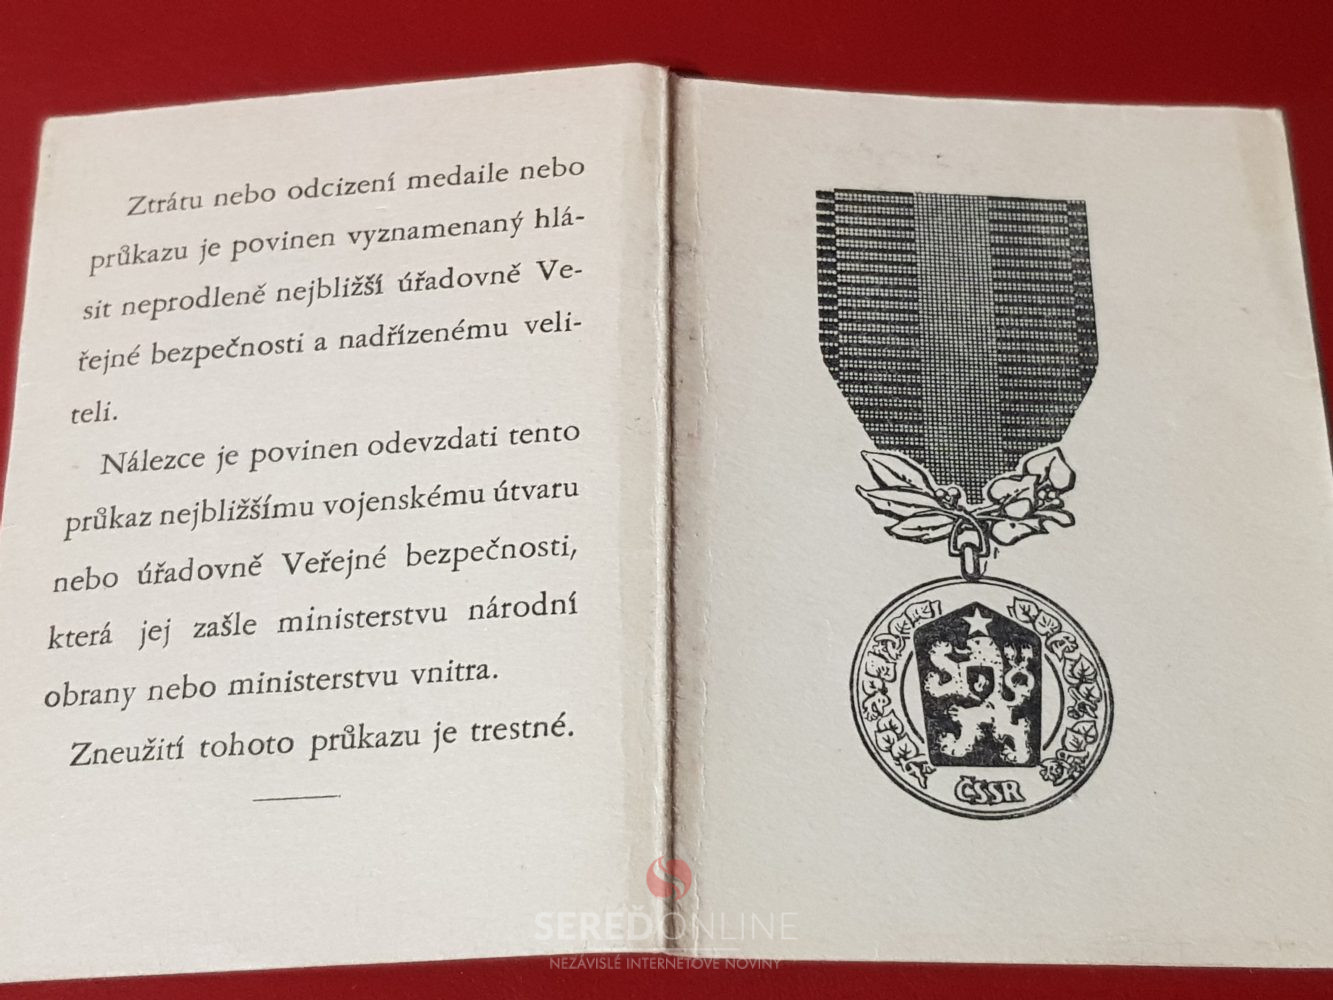 Ztrátu nebo odcizení medaile nebo
průkazu je povinen vyznamenaný hlá-
sit neprodleně nejbližší úřadovně Ve-
řejné bezpečnosti a nadřízenému veli-
teli.
Nálezce je povinen odevzdati tento
průkaz nejbližšímu vojenskému útvaru
nebo úřadovně Veřejné bezpečnosti,
která jej zašle ministerstvu národní
obrany nebo ministerstvu vnitra.
Zneužití tohoto průkazu je trestné.
ČSSR
SEREĎONLINE
NEZÁVISLÉ INTERNETOVÉ NOVINY